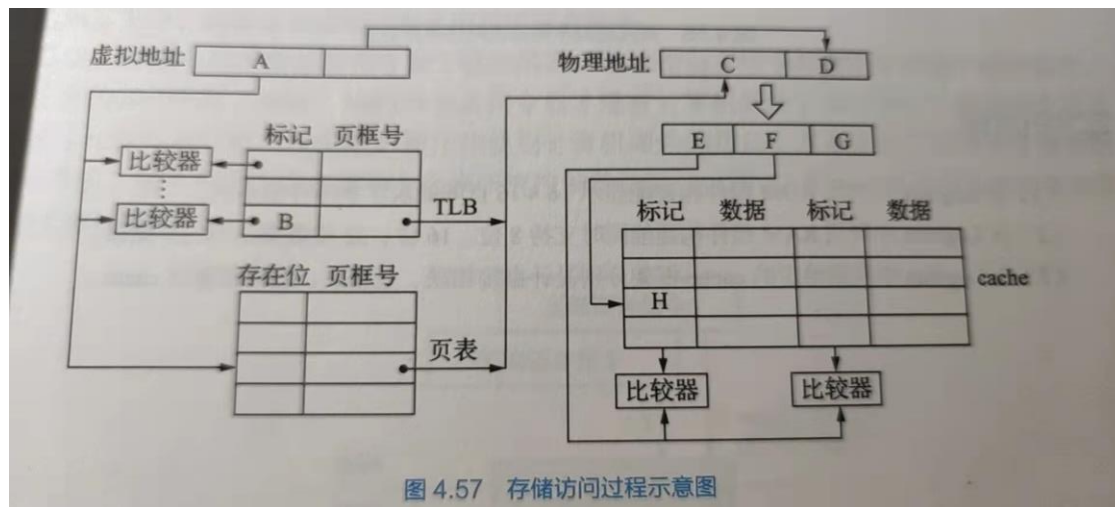 虚拟地址 A
物理地址 C D
E F G
标记 页框号
比较器
比较器
B
TLB
存在位 页框号
页表
标记 数据 标记 数据
H
cache
比较器 比较器
图 4.57 存储访问过程示意图